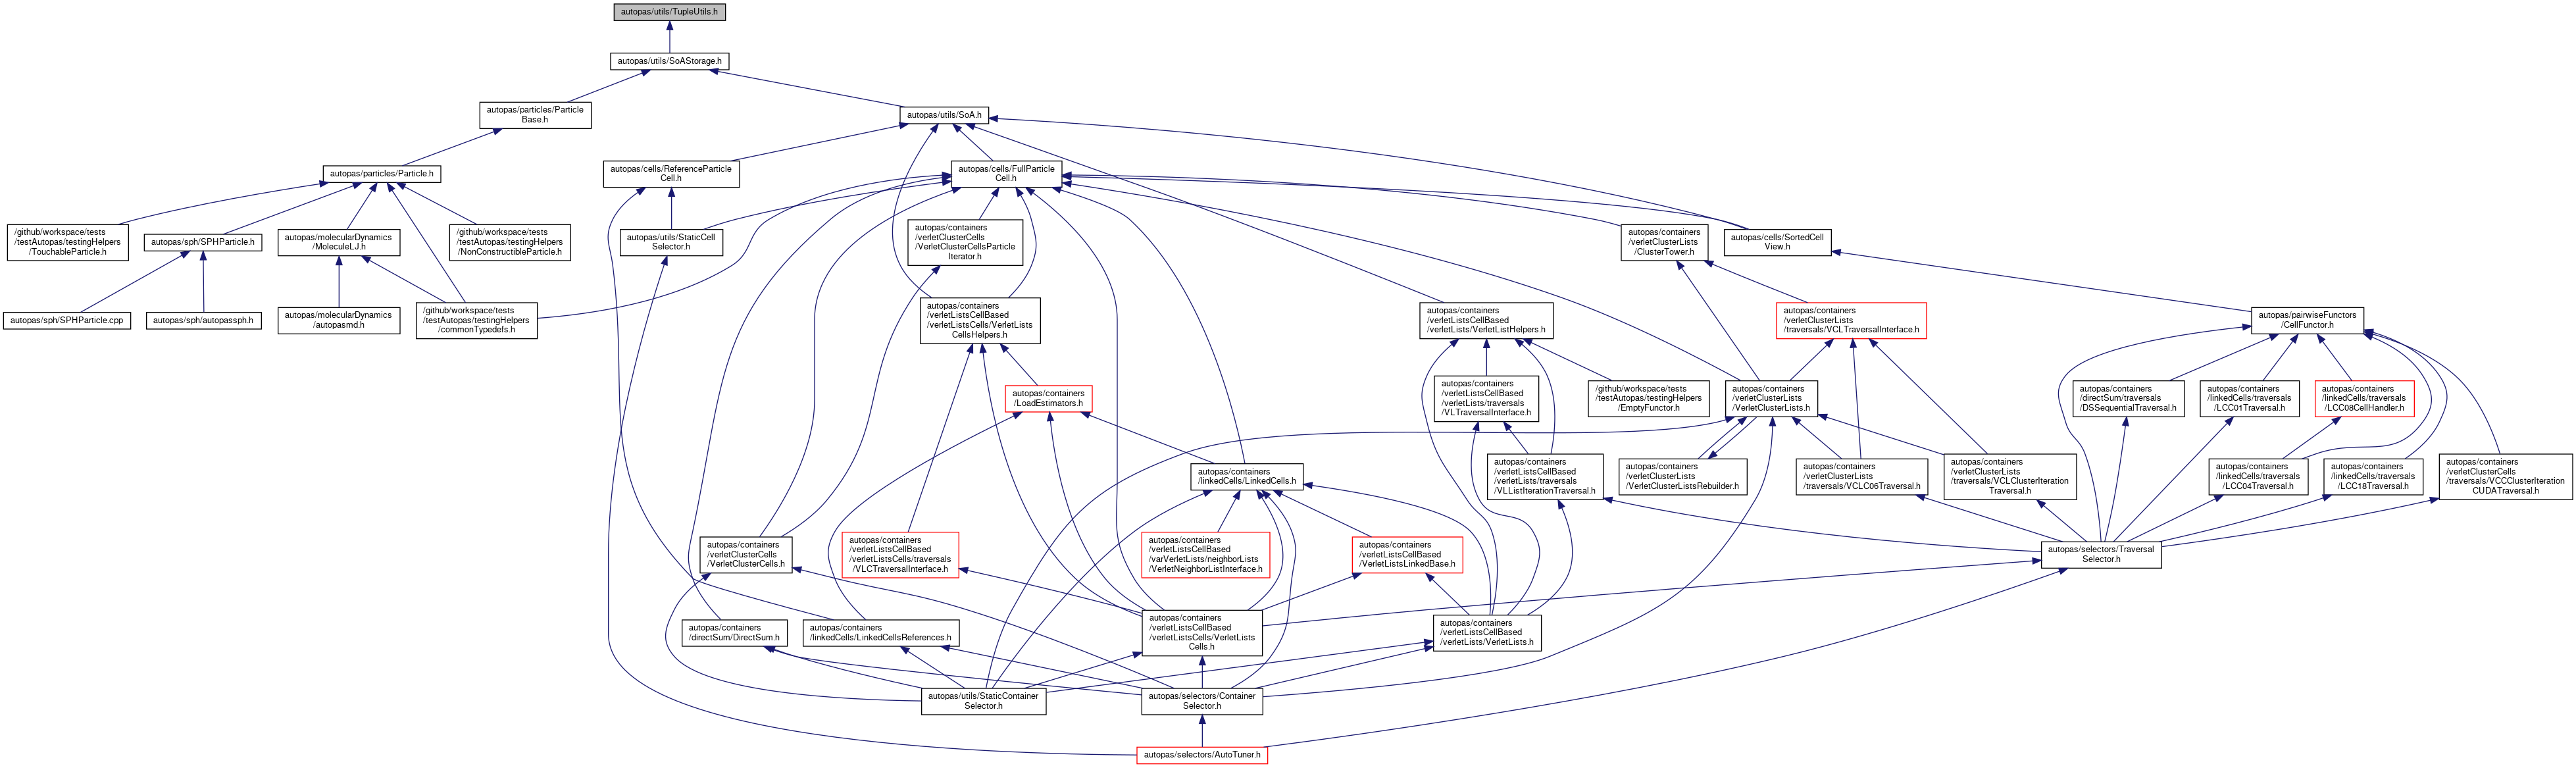 autopas/utils/TupleUtils.h
autopas/utils/SoAStorage.h
autopas/particles/Particle
Base.h
autopas/utils/SoA.h
autopas/particles/Particle.h
autopas/cells/ReferenceParticle
Cell.h
autopas/cells/FullParticle
Cell.h
/github/workspace/tests
/testAutopas/testingHelpers
/TouchableParticle.h
autopas/sph/SPHParticle.h
autopas/molecularDynamics
/MoleculeLJ.h
/github/workspace/tests
/testAutopas/testingHelpers
/NonConstructibleParticle.h
autopas/utils/StaticCell
Selector.h
autopas/containers
/verletClusterCells
/VerletClusterCellsParticle
Iterator.h
autopas/containers
/verletClusterLists
/ClusterTower.h
autopas/cells/SortedCell
View.h
autopas/sph/SPHParticle.cpp
autopas/sph/autopassph.h
autopas/molecularDynamics
/autopasmd.h
/github/workspace/tests
/testAutopas/testingHelpers
/commonTypedefs.h
autopas/containers
/verletListsCellBased
/verletListsCells/VerletLists
CellsHelpers.h
autopas/containers
/verletListsCellBased
/verletLists/VerletListHelpers.h
autopas/containers
/verletClusterLists
/traversals/VCLTraversalInterface.h
autopas/pairwiseFunctors
/CellFunctor.h
autopas/containers
/LoadEstimators.h
autopas/containers
/verletListsCellBased
/verletLists/traversals
/VLTraversalInterface.h
/github/workspace/tests
/testAutopas/testingHelpers
/EmptyFunctor.h
autopas/containers
/verletClusterLists
/VerletClusterLists.h
autopas/containers
/directSum/traversals
/DSSequentialTraversal.h
autopas/containers
/linkedCells/traversals
/LCC01Traversal.h
autopas/containers
/linkedCells/traversals
/LCC08CellHandler.h
autopas/containers
/linkedCells/LinkedCells.h
autopas/containers
/verletListsCellBased
/verletLists/traversals
/VLListIterationTraversal.h
autopas/containers
/verletClusterLists
/VerletClusterListsRebuilder.h
autopas/containers
/verletClusterLists
/traversals/VCLC06Traversal.h
autopas/containers
/verletClusterLists
/traversals/VCLClusterIteration
Traversal.h
autopas/containers
/linkedCells/traversals
/LCC04Traversal.h
autopas/containers
/linkedCells/traversals
/LCC18Traversal.h
autopas/containers
/verletClusterCells
/traversals/VCCClusterIteration
CUDATraversal.h
autopas/containers
/verletClusterCells
/VerletClusterCells.h
autopas/containers
/verletListsCellBased
/verletListsCells/traversals
/VLCTraversalInterface.h
autopas/containers
/verletListsCellBased
/varVerletLists/neighborLists
/VerletNeighborListInterface.h
autopas/containers
/verletListsCellBased
/VerletListsLinkedBase.h
autopas/selectors/Traversal
Selector.h
autopas/containers
/directSum/DirectSum.h
autopas/containers
/linkedCells/LinkedCellsReferences.h
autopas/containers
/verletListsCellBased
/verletListsCells/VerletLists
Cells.h
autopas/containers
/verletListsCellBased
/verletLists/VerletLists.h
autopas/utils/StaticContainer
Selector.h
autopas/selectors/Container
Selector.h
autopas/selectors/AutoTuner.h